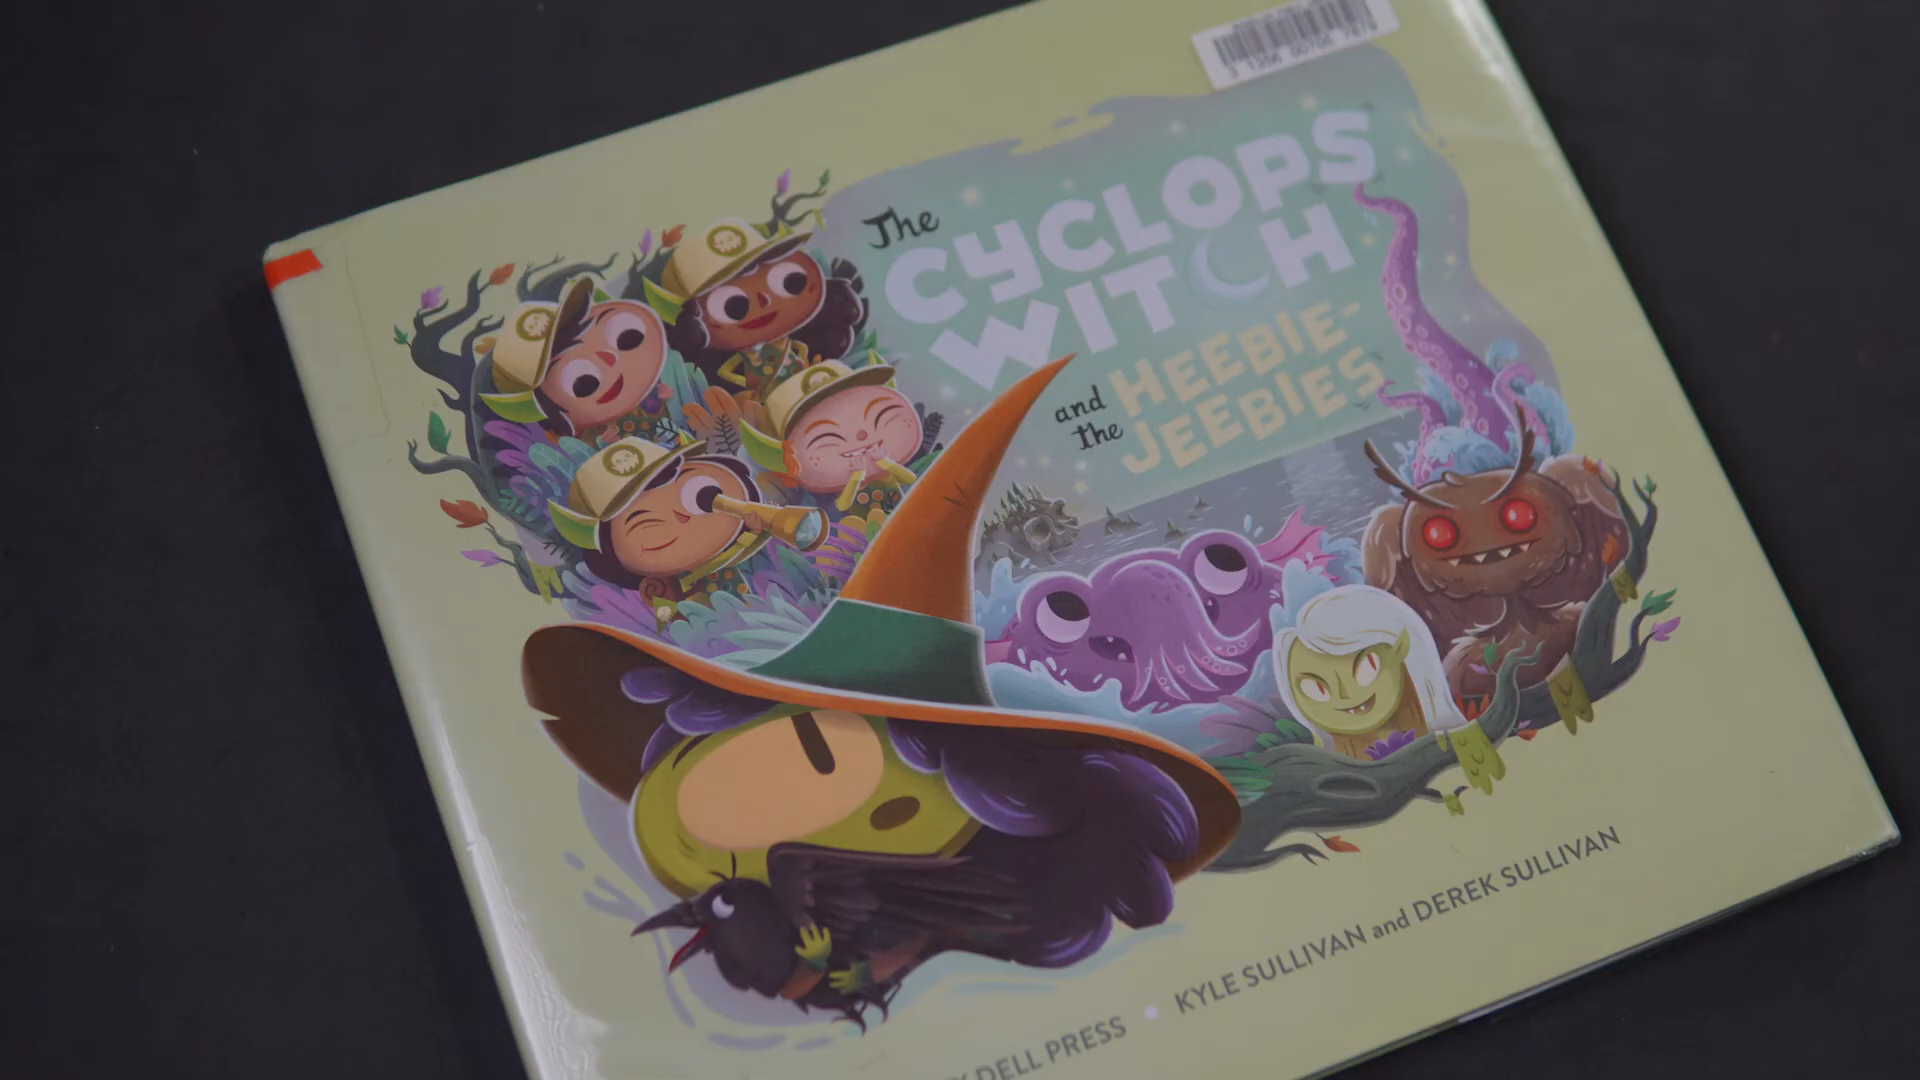 The
CYCLOPS
WITCH
and
the
HEEBIE-
JEEBIES
DELL PRESS • KYLE SULLIVAN and DEREK SULLIVAN